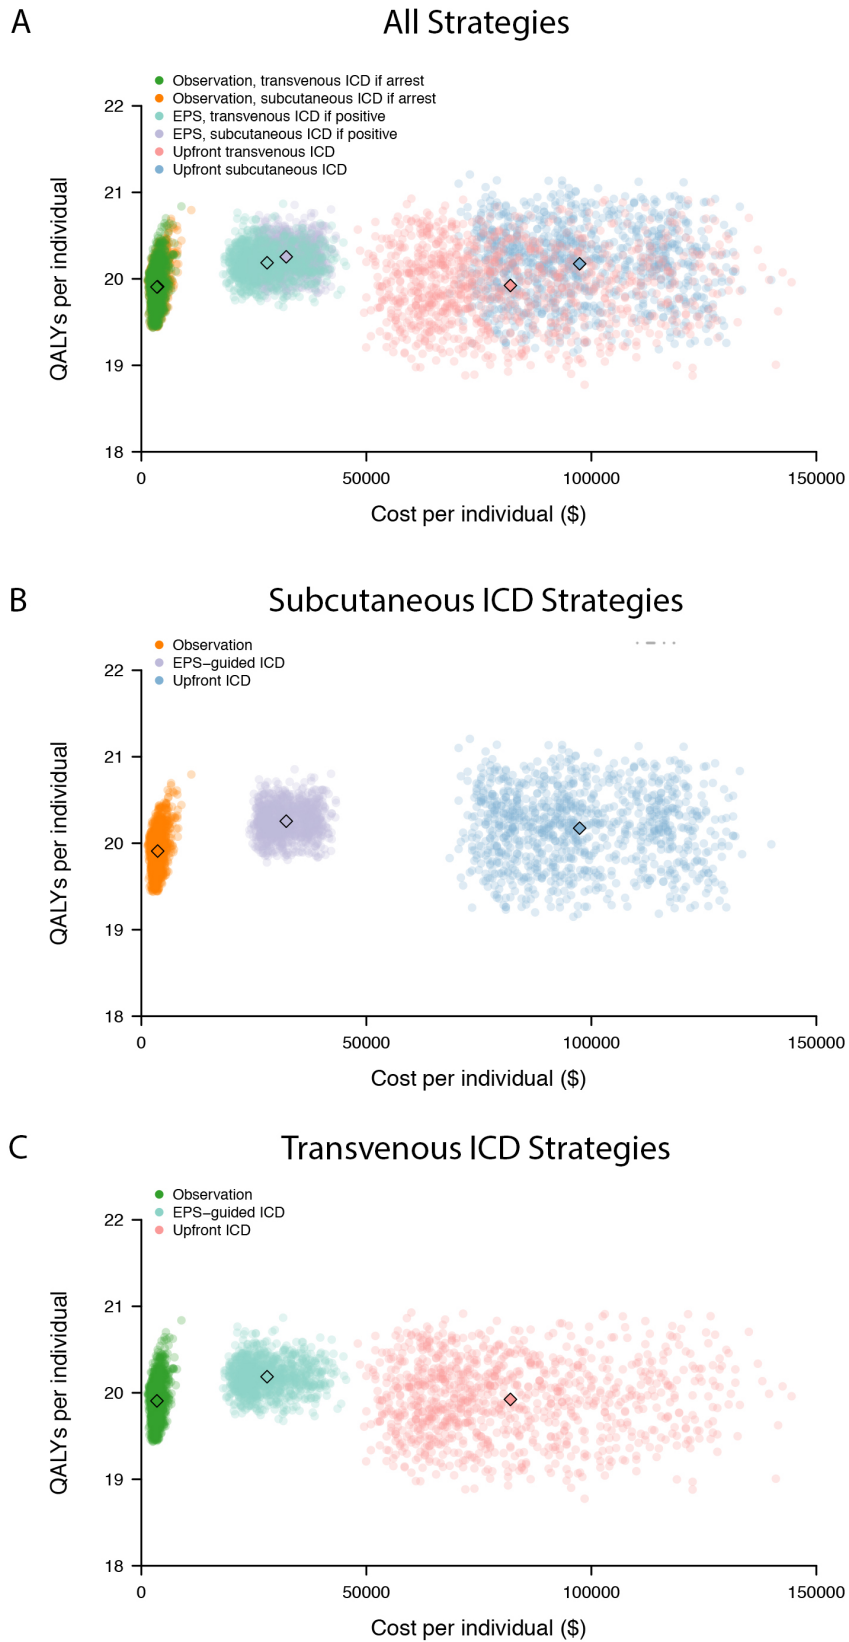 A
All Strategies
Observation, transvenous ICD if arrest
Observation, subcutaneous ICD if arrest
EPS, transvenous ICD if positive
EPS, subcutaneous ICD if positive
Upfront transvenous ICD
Upfront subcutaneous ICD
22
21
20
19
18
QALYs per individual
0 50000 100000 150000
Cost per individual ($)
B
Subcutaneous ICD Strategies
Observation
EPS−guided ICD
Upfront ICD
22
21
20
19
18
QALYs per individual
0 50000 100000 150000
Cost per individual ($)
C
Transvenous ICD Strategies
Observation
EPS−guided ICD
Upfront ICD
22
21
20
19
18
QALYs per individual
0 50000 100000 150000
Cost per individual ($)